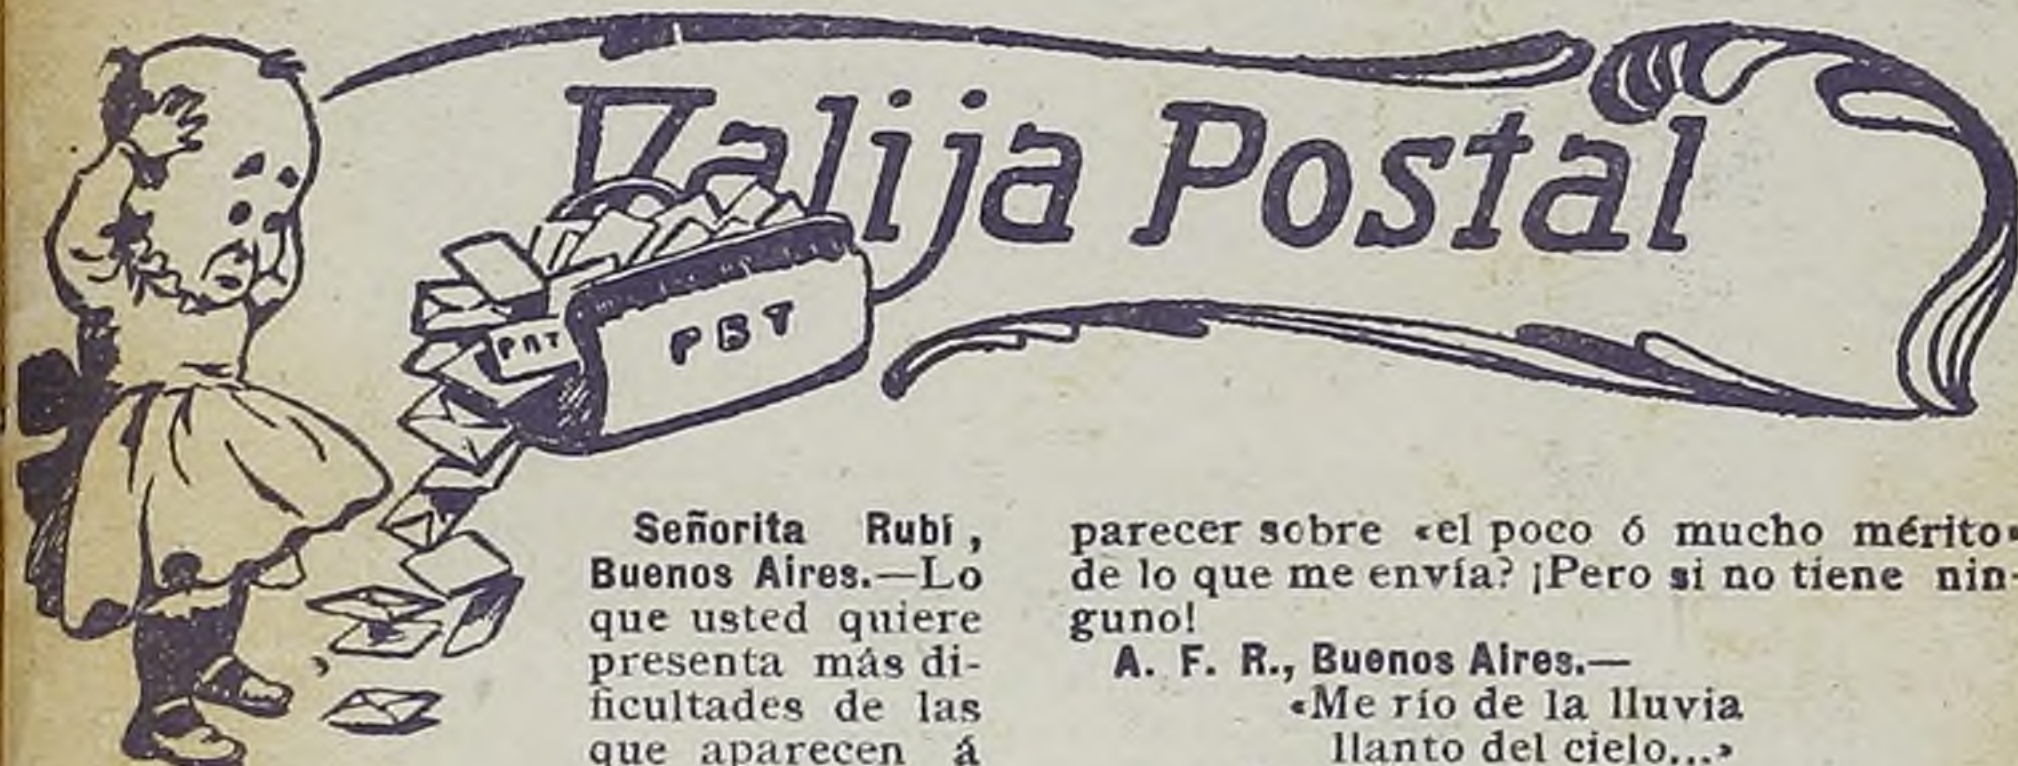 Valija Postal
PBT
PBT
Señorita Rubí,
Buenos Aires.—Lo
que usted quiere
presenta más di-
ficultades de las
que aparecen á
parecer sobre «el poco ó mucho mérito»
de lo que me envía? ¡Pero si no tiene nin-
guno!
A. F. R., Buenos Aires.—
«Me río de la lluvia
llanto del cielo...»